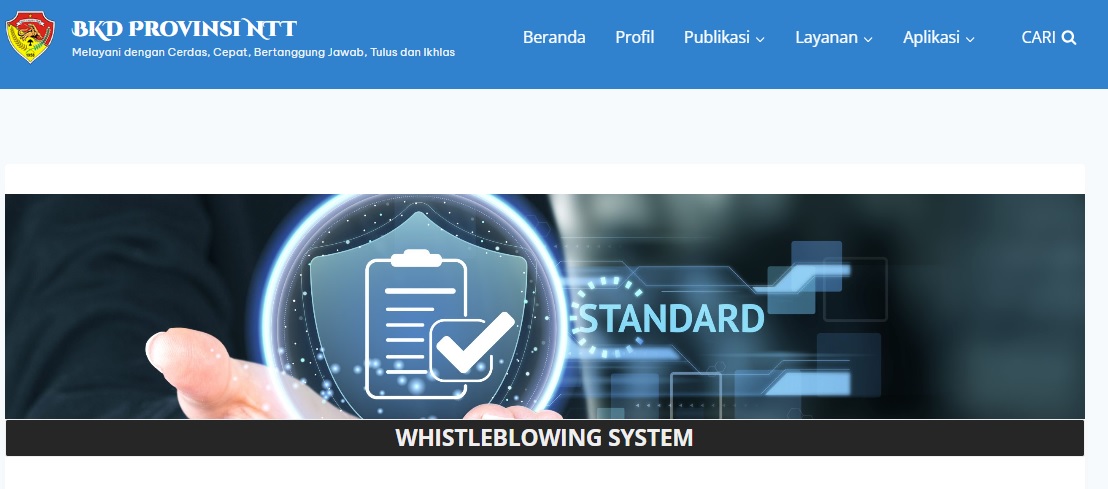 BKD PROVINSI NTT
Melayani dengan Cerdas, Cepat, Bertanggung Jawab, Tulus dan Ikhlas
Beranda Profil Publikasi Layanan Aplikasi CARI
STANDARD
WHISTLEBLOWING SYSTEM